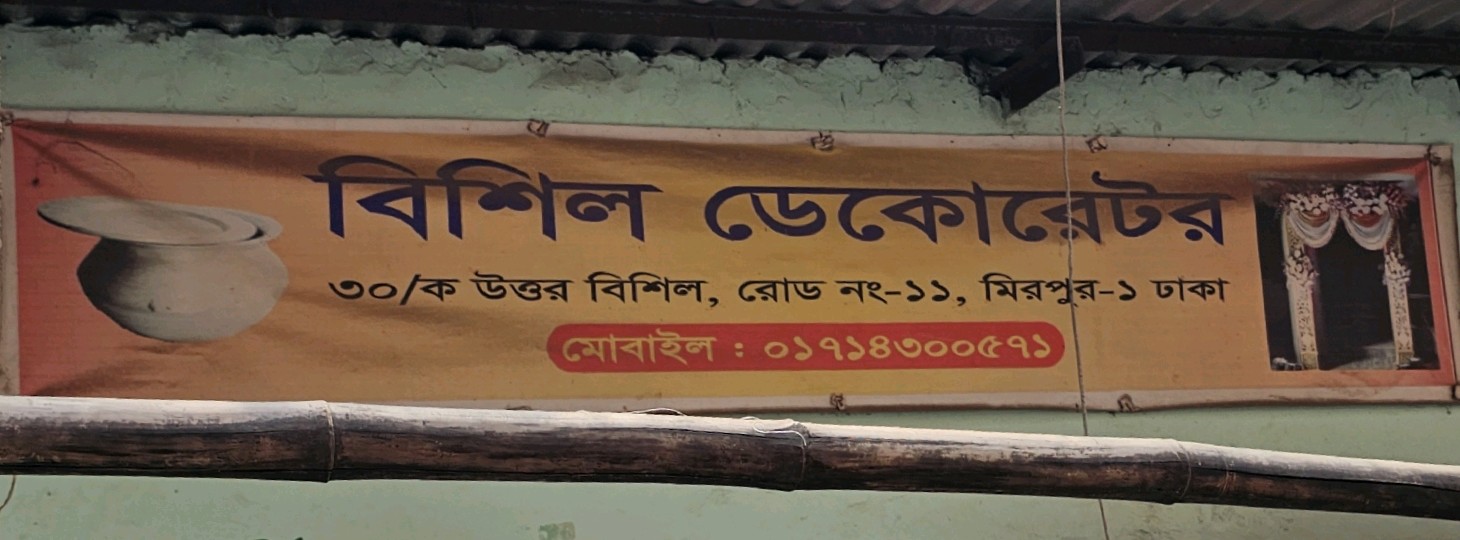 বিশিল ডেকোরেটর
৩০/ক উত্তর বিশিল, রোড নং-১১, মিরপুর-১ ঢাকা
মোবাইল : ০১৭১৪৩০০৫৭১